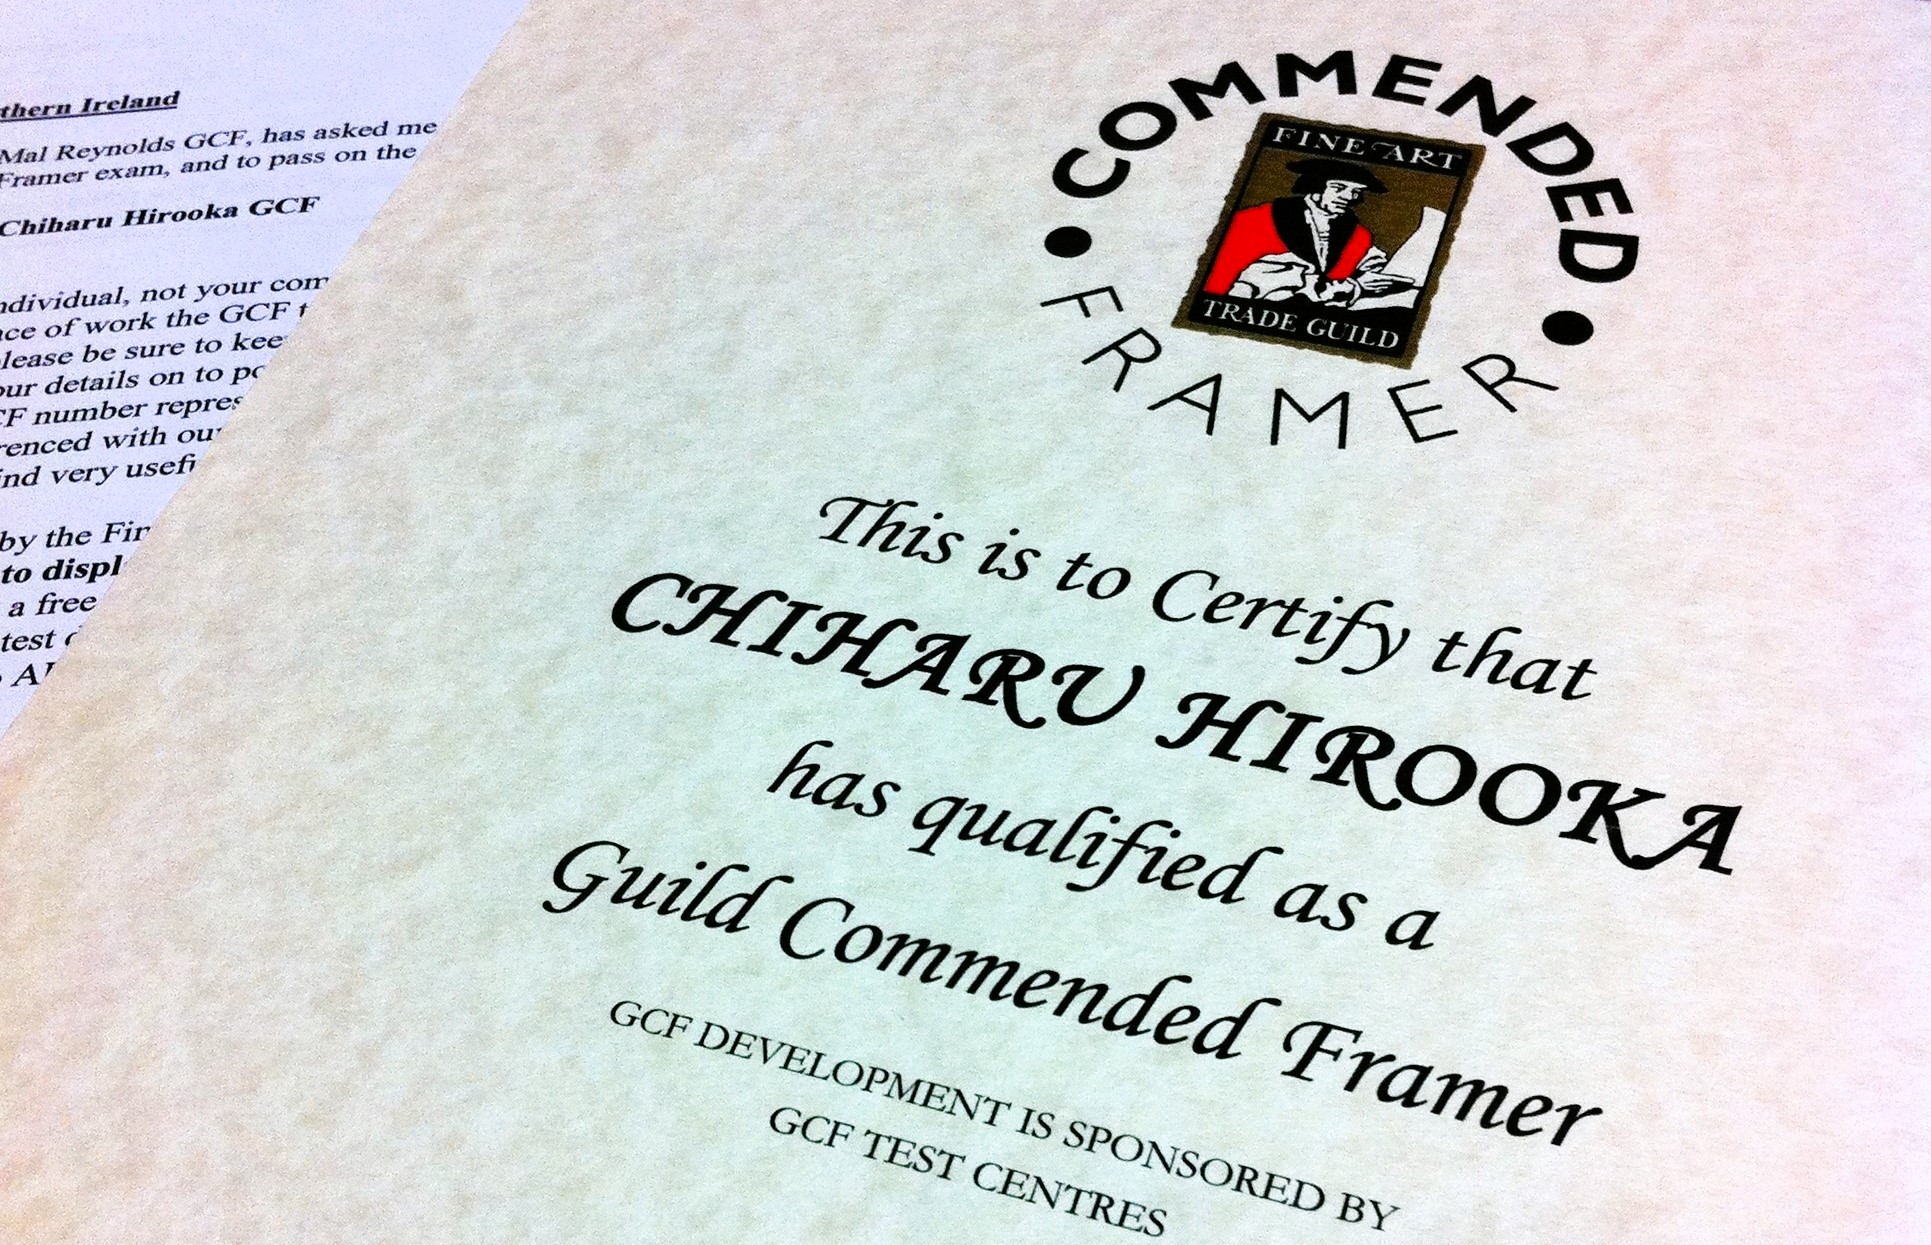 thern Ireland
Mal Reynolds GCF, has asked me
Framer exam, and to pass on the
Chiharu Hirooka GCF
ndividual, not your com
ce of work the GCF
lease be sure to kee
ur details on to
F number repres
renced with ou
ind very usef
by the Fin
to displ
a free
test
COMMENDED
FINE ART
TRADE GUILD
FRAMER
This is to Certify that
CHIHARU HIROOKA
has qualified as a
Guild Commended Framer
GCF DEVELOPMENT IS SPONSORED BY
GCF TEST CENTRES